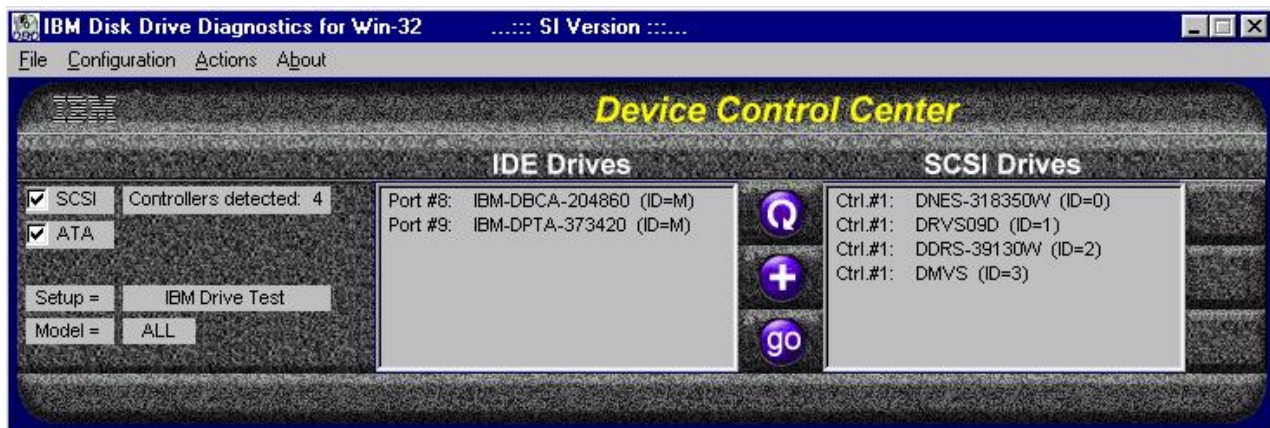 IBM Disk Drive Diagnostics for Win-32 ...::: SI Version :::...
File Configuration Actions About
IBM
Device Control Center
IDE Drives
SCSI Drives
SCSI Controllers detected: 4
ATA
Setup = IBM Drive Test
Model = ALL
Port #8: IBM-DBCA-204860 (ID=M)
Port #9: IBM-DPTA-373420 (ID=M)
go
Ctrl.#1: DNES-318350W (ID=0)
Ctrl.#1: DRVS09D (ID=1)
Ctrl.#1: DDRS-39130W (ID=2)
Ctrl.#1: DMVS (ID=3)